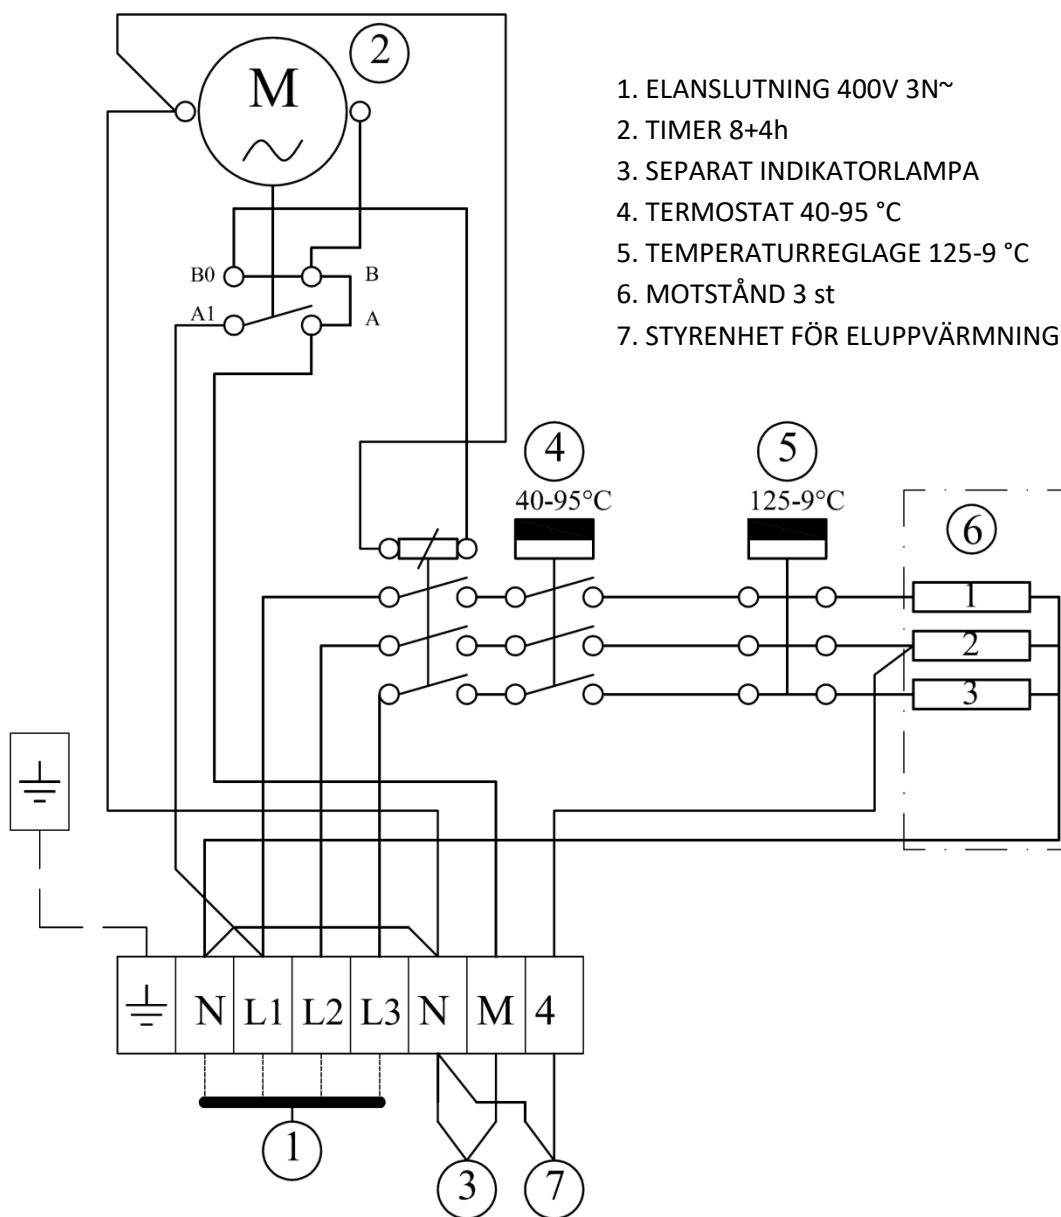 2
M
1. ELANSLUTNING 400V 3N~
2. TIMER 8+4h
3. SEPARAT INDIKATORLAMPA
4. TERMOSTAT 40-95 °C
5. TEMPERATURREGLAGE 125-9 °C
6. MOTSTÅND 3 st
7. STYRENHET FÖR ELUPPVÄRMNING
B0 B
A1 A
4 5
40-95°C 125-9°C
6
1
2
3
N L1 L2 L3 N M 4
1
3 7